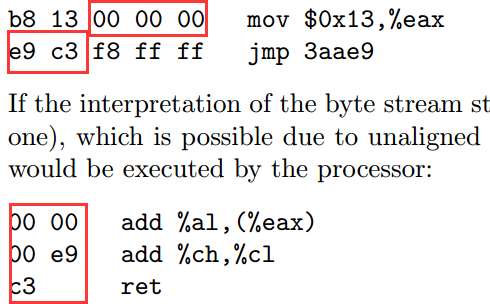 b8 13 00 00 00 mov $0x13,%eax
e9 c3 f8 ff ff jmp 3aae9
If the interpretation of the byte stream st
one), which is possible due to unaligned
would be executed by the processor:
00 00 add %al,(%eax)
00 e9 add %ch,%cl
c3 ret